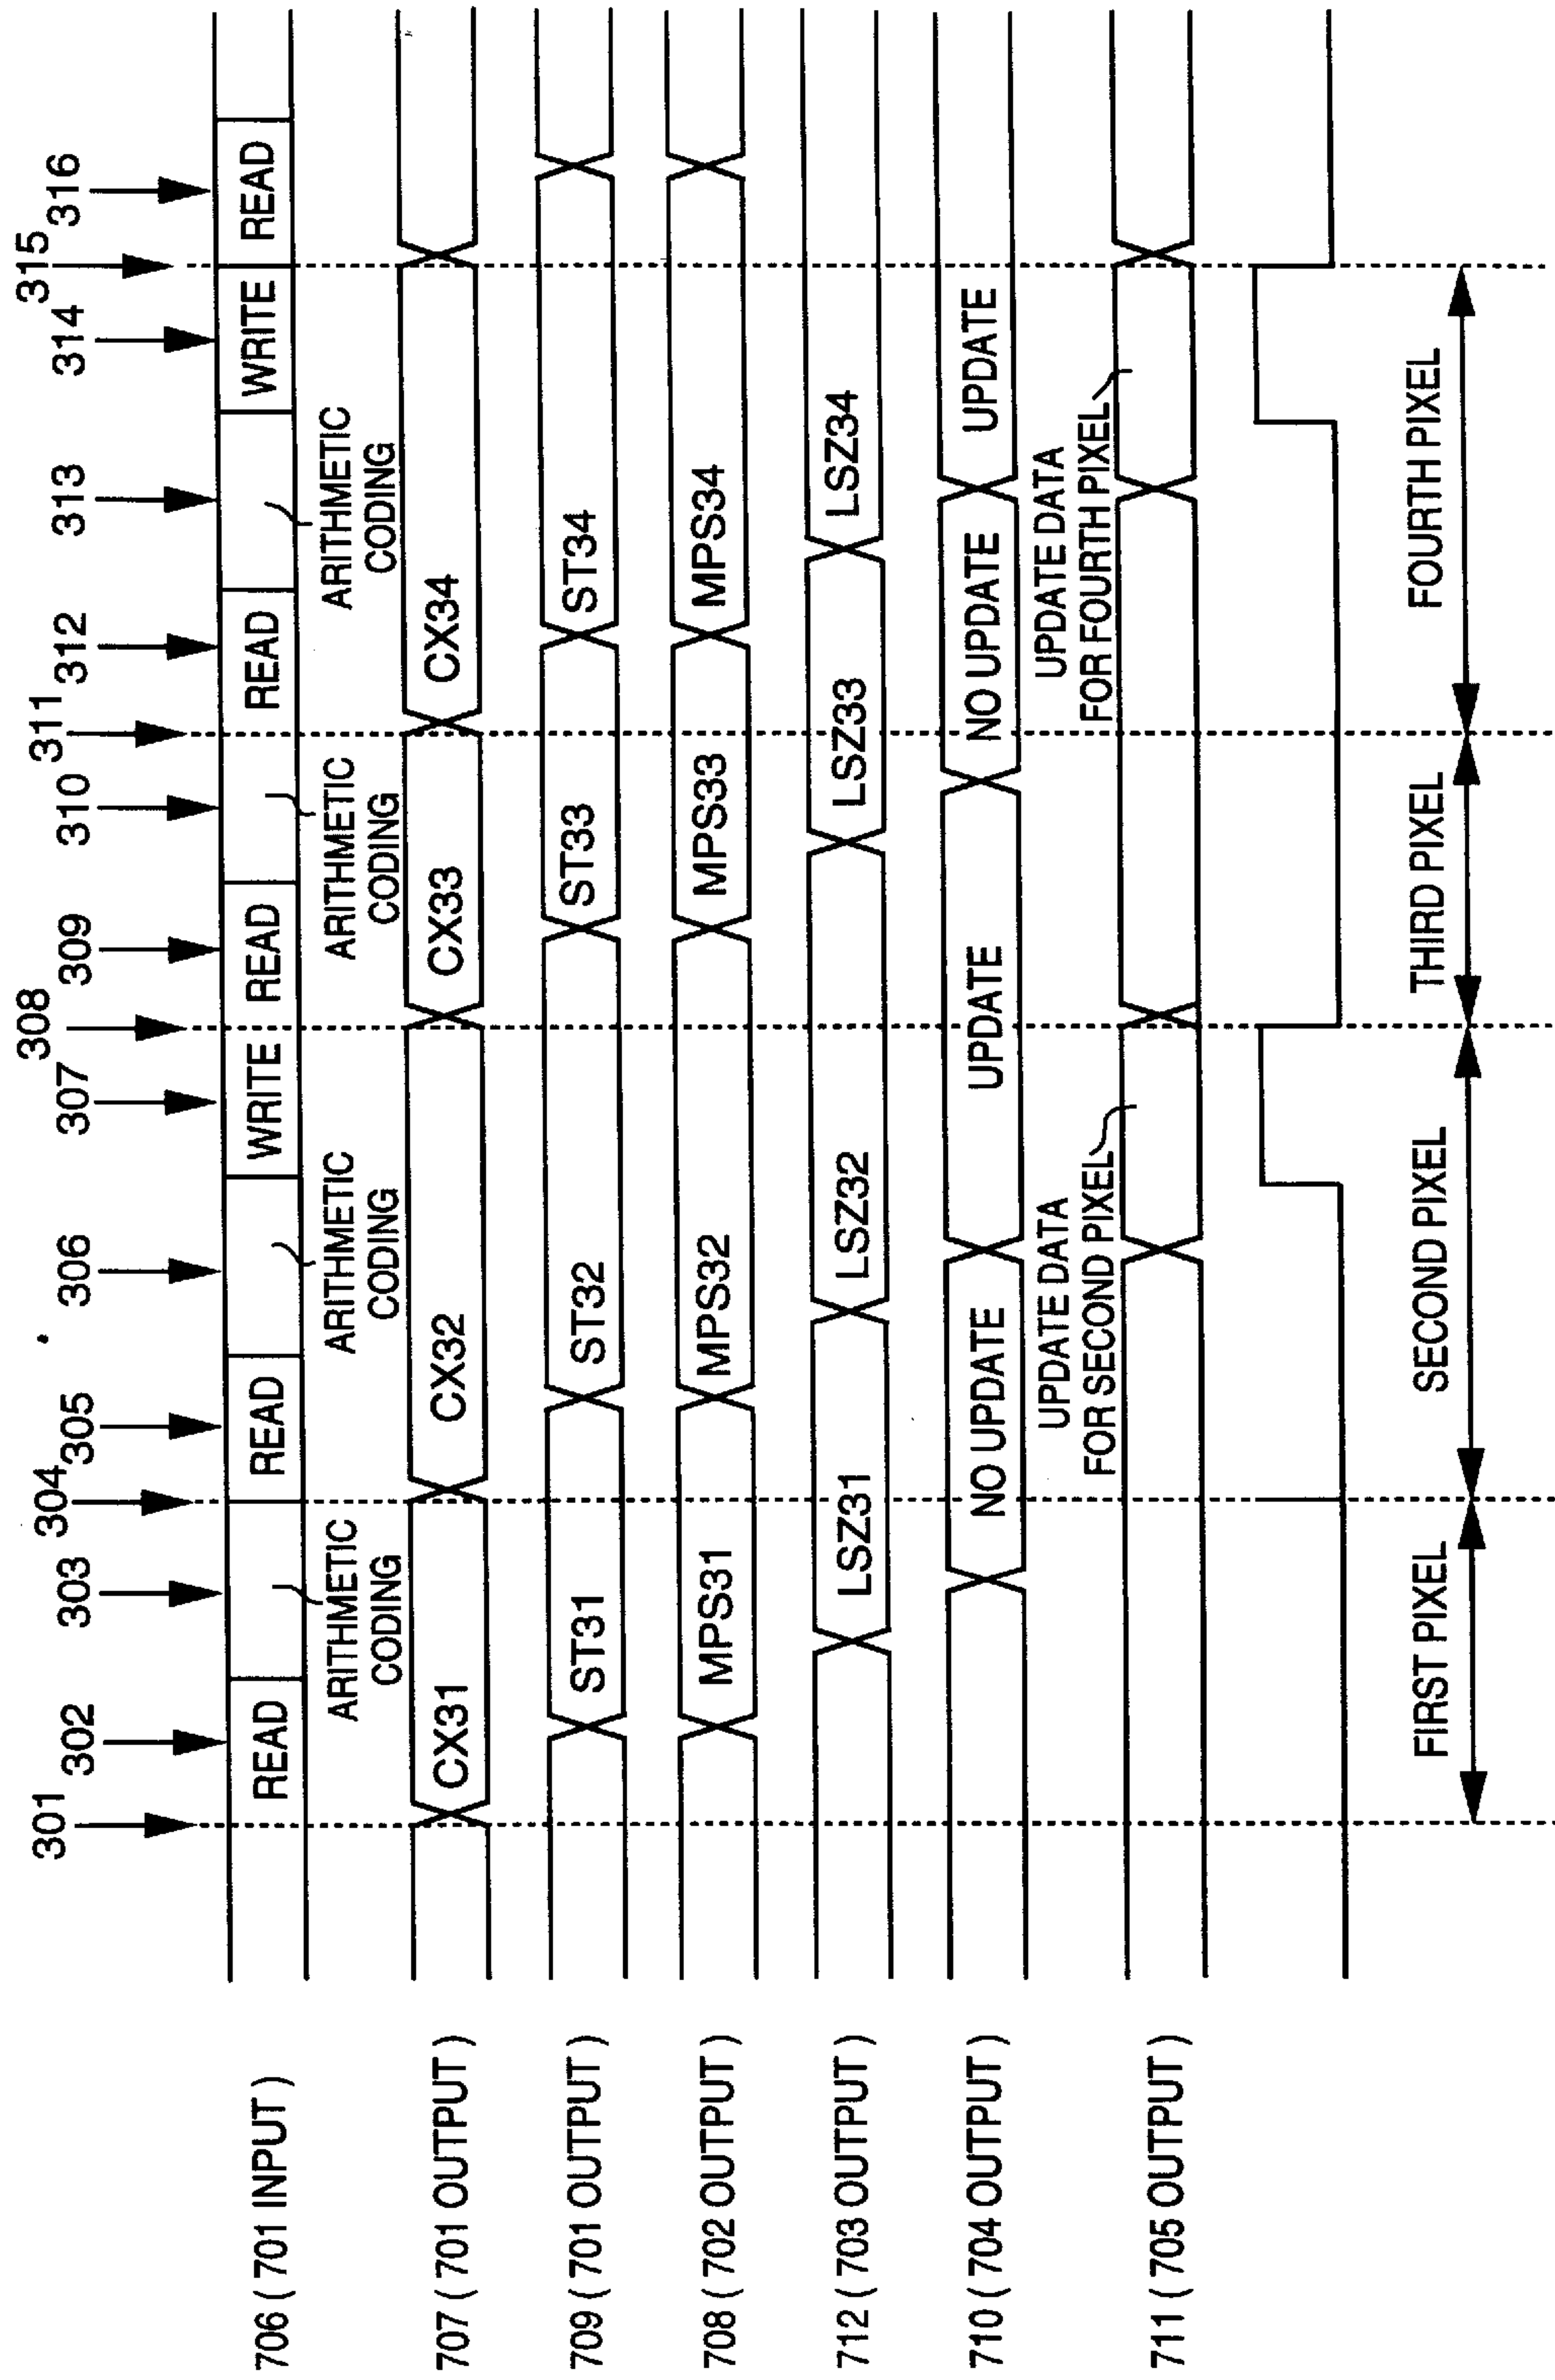 301
302
303
304
305
306
307
308
309
310
311
312
313
314
315
316
706 ( 701 INPUT )
READ
READ
WRITE
READ
READ
WRITE
READ
ARITHMETIC
CODING
ARITHMETIC
CODING
ARITHMETIC
CODING
ARITHMETIC
CODING
707 ( 701 OUTPUT )
CX31
CX32
CX33
CX34
709 ( 701 OUTPUT )
ST31
ST32
ST33
ST34
708 ( 702 OUTPUT )
MPS31
MPS32
MPS33
MPS34
712 ( 703 OUTPUT )
LSZ31
LSZ32
LSZ33
LSZ34
710 ( 704 OUTPUT )
NO UPDATE
UPDATE
NO UPDATE
UPDATE
UPDATE DATA
FOR SECOND PIXEL
UPDATE DATA
FOR FOURTH PIXEL
711 ( 705 OUTPUT )
FIRST PIXEL
SECOND PIXEL
THIRD PIXEL
FOURTH PIXEL